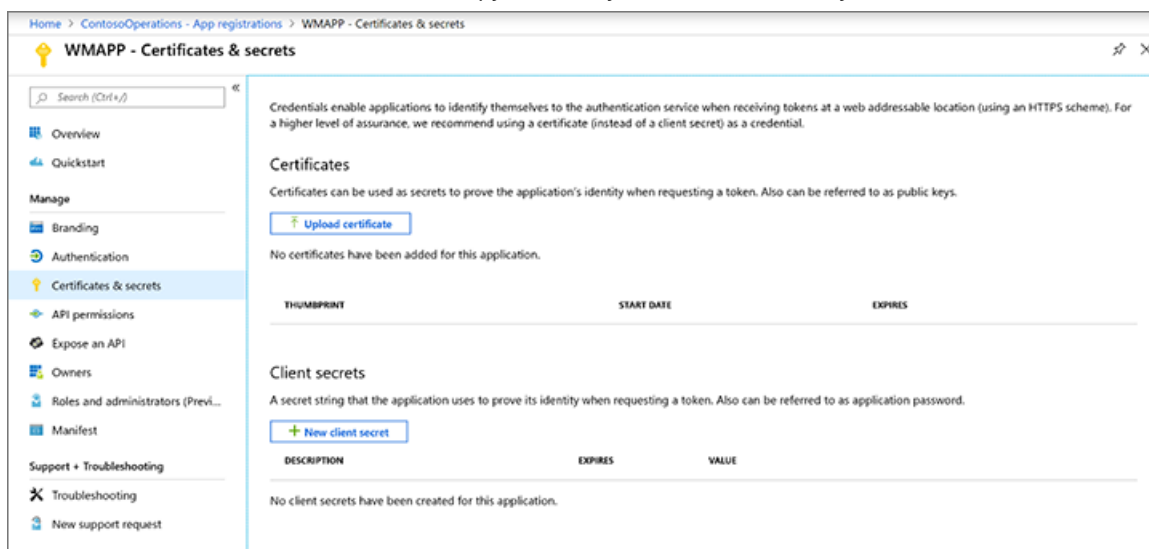 Home > ContosoOperations - App registrations > WMAPP - Certificates & secrets
WMAPP - Certificates & secrets
Search (Ctrl+/)
Overview
Quickstart
Manage
Branding
Authentication
Certificates & secrets
API permissions
Expose an API
Owners
Roles and administrators (Previ...
Manifest
Support + Troubleshooting
Troubleshooting
New support request
Credentials enable applications to identify themselves to the authentication service when receiving tokens at a web addressable location (using an HTTPS scheme). For
a higher level of assurance, we recommend using a certificate (instead of a client secret) as a credential.
Certificates
Certificates can be used as secrets to prove the application's identity when requesting a token. Also can be referred to as public keys.
Upload certificate
No certificates have been added for this application.
THUMBPRINT START DATE EXPIRES
Client secrets
A secret string that the application uses to prove its identity when requesting a token. Also can be referred to as application password.
New client secret
DESCRIPTION EXPIRES VALUE
No client secrets have been created for this application.